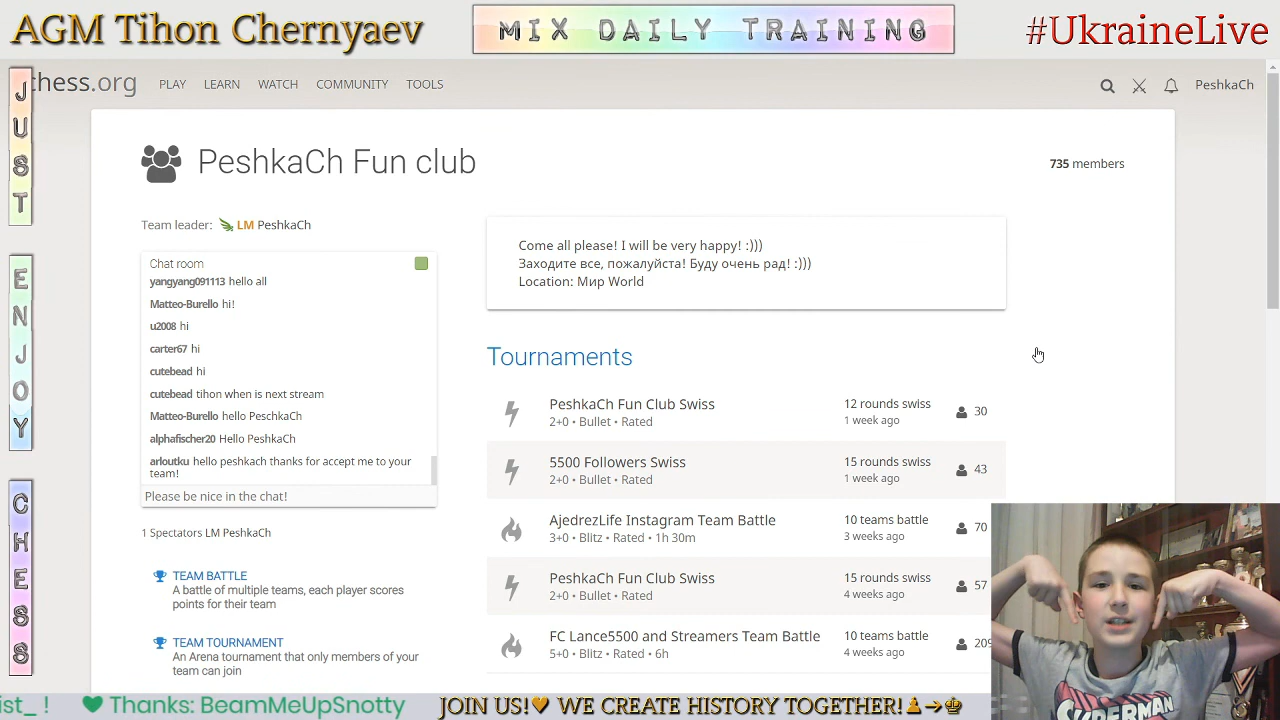 AGM Tihon Chernyaev
MIX DAILY TRAINING
#UkraineLive
JUST
ENJOY
CHESS
chess.org
PLAY LEARN WATCH COMMUNITY TOOLS
PeshkaCh
PeshkaCh Fun club
735 members
Team leader: LM PeshkaCh
Chat room
yangyang091113 hello all
Matteo-Burello hi!
u2008 hi
carter67 hi
cutebead hi
cutebead tihon when is next stream
Matteo-Burello hello PeschkaCh
alphafischer20 Hello PeshkaCh
arloutku hello peshkach thanks for accept me to your
team!
Please be nice in the chat!
1 Spectators LM PeshkaCh
TEAM BATTLE
A battle of multiple teams, each player scores
points for their team
TEAM TOURNAMENT
An Arena tournament that only members of your
team can join
Come all please! I will be very happy! :)))
Заходите все, пожалуйста! Буду очень рад! :)))
Location: Мир World
Tournaments
PeshkaCh Fun Club Swiss
2+0 • Bullet • Rated
12 rounds swiss
1 week ago
30
5500 Followers Swiss
2+0 • Bullet • Rated
15 rounds swiss
1 week ago
43
AjedrezLife Instagram Team Battle
3+0 • Blitz • Rated • 1h 30m
10 teams battle
3 weeks ago
70
PeshkaCh Fun Club Swiss
2+0 • Bullet • Rated
15 rounds swiss
4 weeks ago
57
FC Lance5500 and Streamers Team Battle
5+0 • Blitz • Rated • 6h
10 teams battle
4 weeks ago
209
SUPERMAN
ist_ ! Thanks: BeamMeUpSnotty
JOIN US! WE CREATE HISTORY TOGETHER!